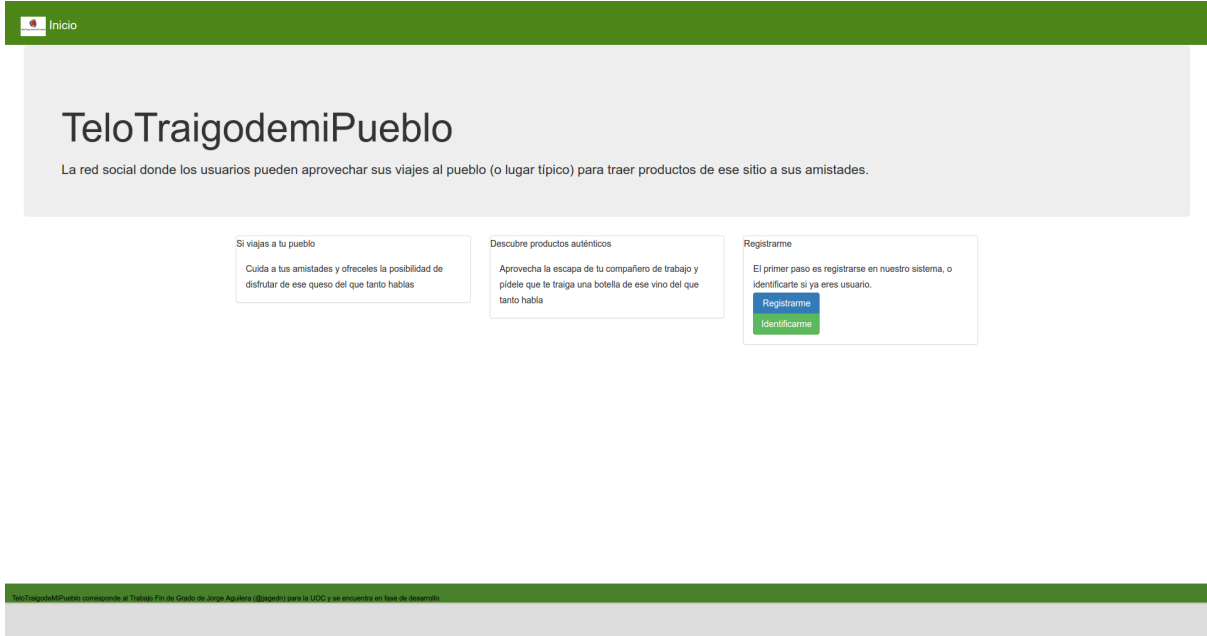 Inicio
TeloTraigodemiPueblo
La red social donde los usuarios pueden aprovechar sus viajes al pueblo (o lugar típico) para traer productos de ese sitio a sus amistades.
Si viajas a tu pueblo
Cuida a tus amistades y ofreceles la posibilidad de
disfrutar de ese queso del que tanto hablas
Descubre productos auténticos
Aprovecha la escapa de tu compañero de trabajo y
pídele que te traiga una botella de ese vino del que
tanto habla
Registrarme
El primer paso es registrarse en nuestro sistema, o
identificarte si ya eres usuario.
Registrarme
Identificarme
TeloTraigodeMiPueblo corresponde al Trabajo Fin de Grado de Jorge Aguilera (@jagedn) para la UOC y se encuentra en fase de desarrollo.